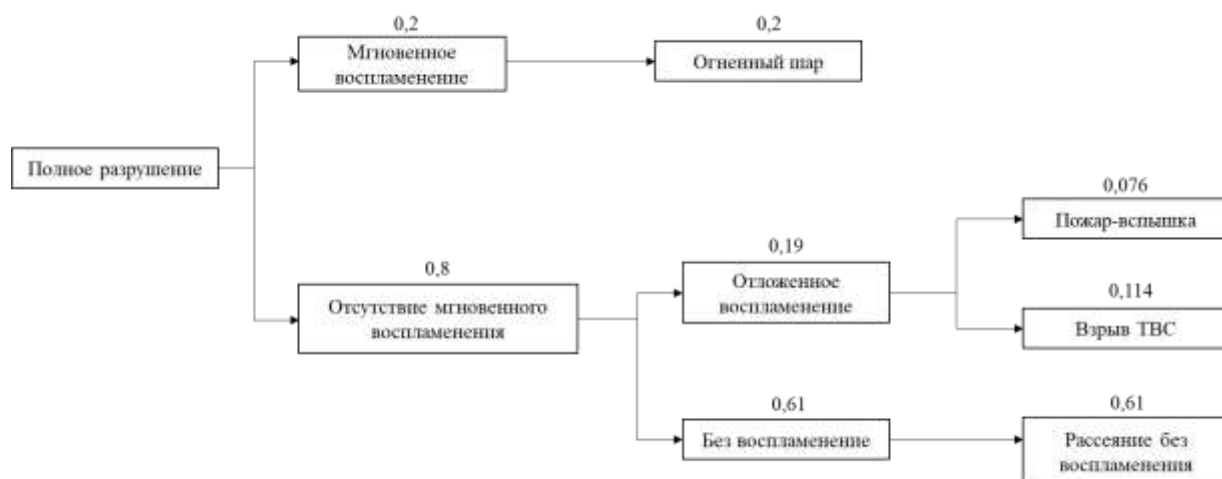 0,2
Мгновенное
воспламенение
0,2
Огненный шар
Полное разрушение
0,8
Отсутствие мгновенного
воспламенения
0,19
Отложенное
воспламенение
0,076
Пожар-вспышка
0,114
Взрыв ТВС
0,61
Без воспламенение
0,61
Рассеяние без
воспламенения